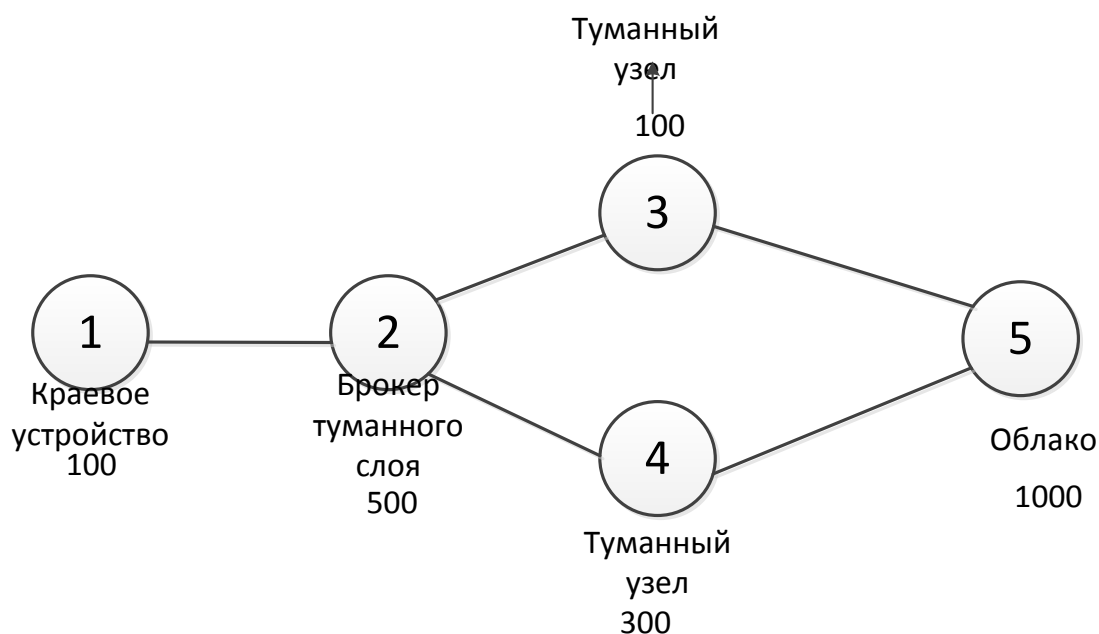 Туманный
узел
100
3
1
2
5
Краевое
устройство
100
Брокер
туманного
слоя
500
4
Облако
1000
Туманный
узел
300